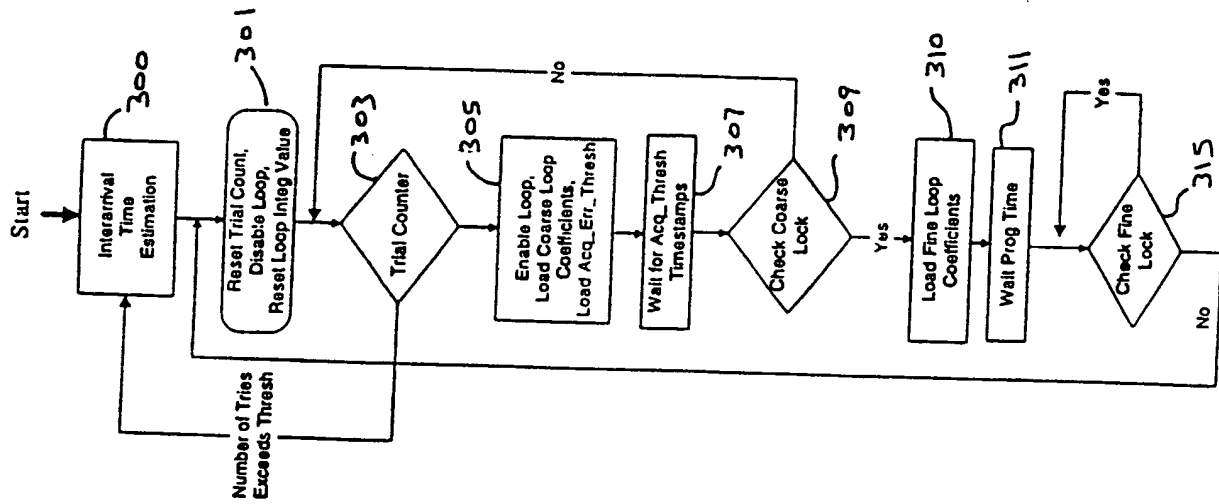 Start
Interarrival
Time
Estimation
300
Reset Trial Count,
Disable Loop,
Reset Loop Integ Value
301
Number of Tries
Exceeds Thresh
Trial Counter
303
No
Enable Loop,
Load Coarse Loop
Coefficients,
Load Acq_Err_Thresh
305
Wait for Acq_Thresh
Timestamps
307
Check Coarse
Lock
309
Yes
Load Fine Loop
Coefficients
310
Wait Prog Time
311
Check Fine
Lock
315
Yes
No